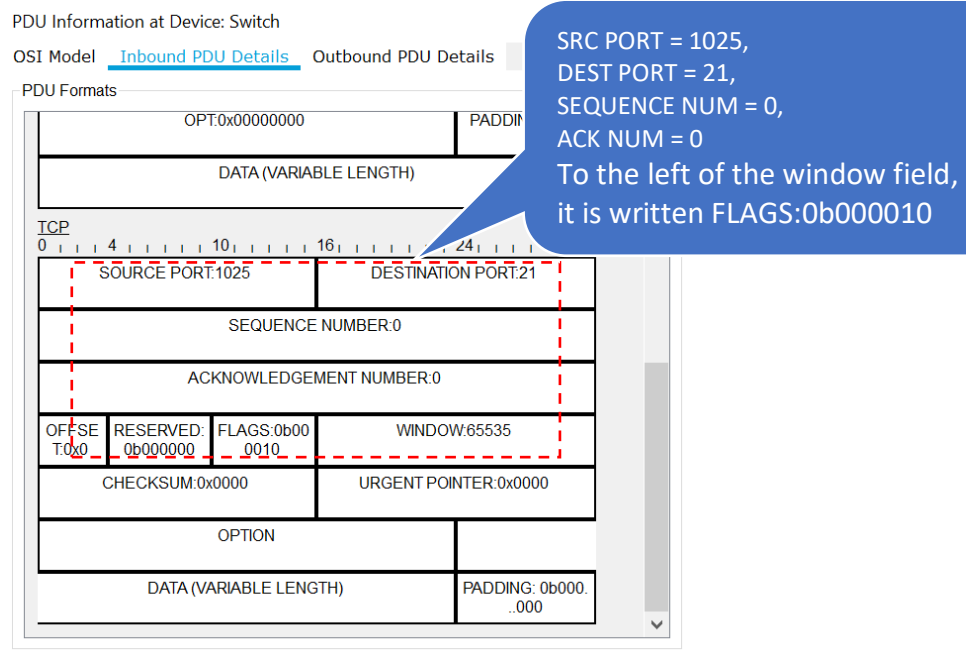 PDU Information at Device: Switch
OSI Model Inbound PDU Details Outbound PDU Details
PDU Formats
OPT:0x00000000
DATA (VARIABLE LENGTH)
SRC PORT = 1025,
DEST PORT = 21,
SEQUENCE NUM = 0,
ACK NUM = 0
To the left of the window field,
it is written FLAGS:0b000010
TCP
0 4 10 16 24
SOURCE PORT:1025 DESTINATION PORT:21
SEQUENCE NUMBER:0
ACKNOWLEDGEMENT NUMBER:0
OFFSE
T:0x0
RESERVED:
0b000000
FLAGS:0b00
0010
WINDOW:65535
CHECKSUM:0x0000 URGENT POINTER:0x0000
OPTION
DATA (VARIABLE LENGTH)
PADDING: 0b000.
..000